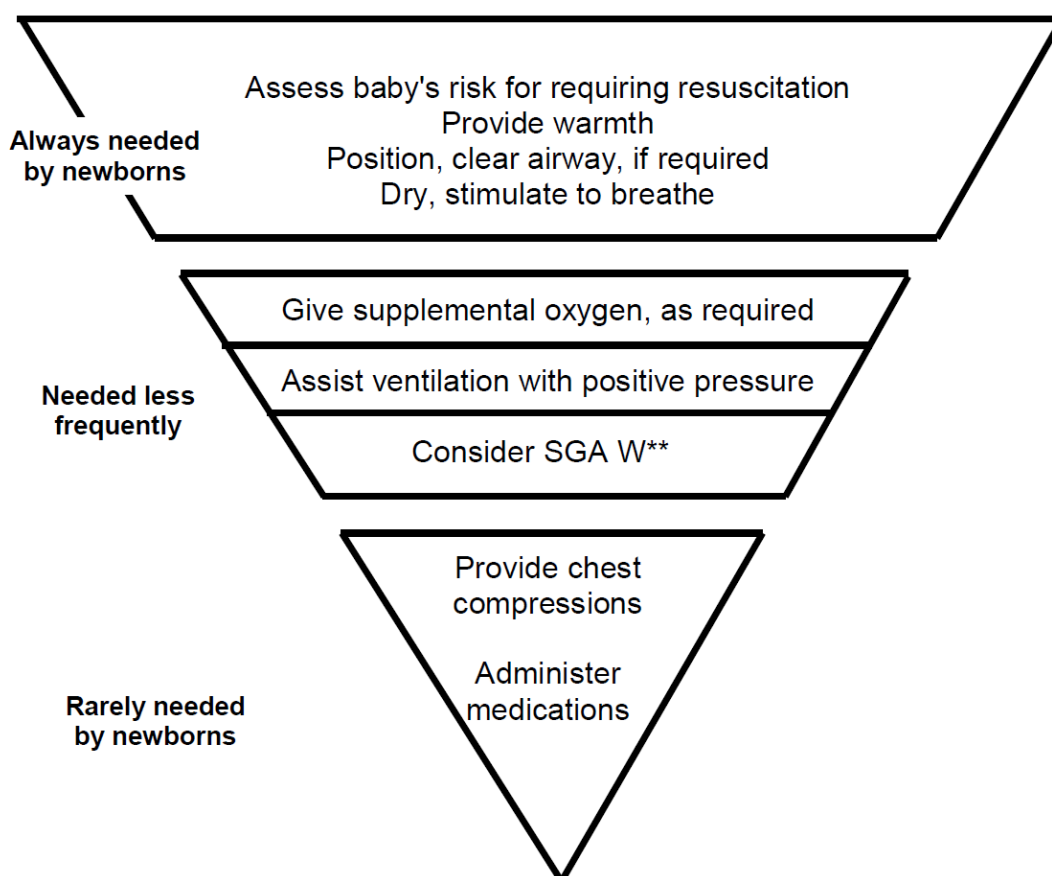 Assess baby's risk for requiring resuscitation
Provide warmth
Position, clear airway, if required
Dry, stimulate to breathe
Always needed
by newborns
Give supplemental oxygen, as required
Assist ventilation with positive pressure
Consider SGA W**
Needed less
frequently
Provide chest
compressions
Administer
medications
Rarely needed
by newborns